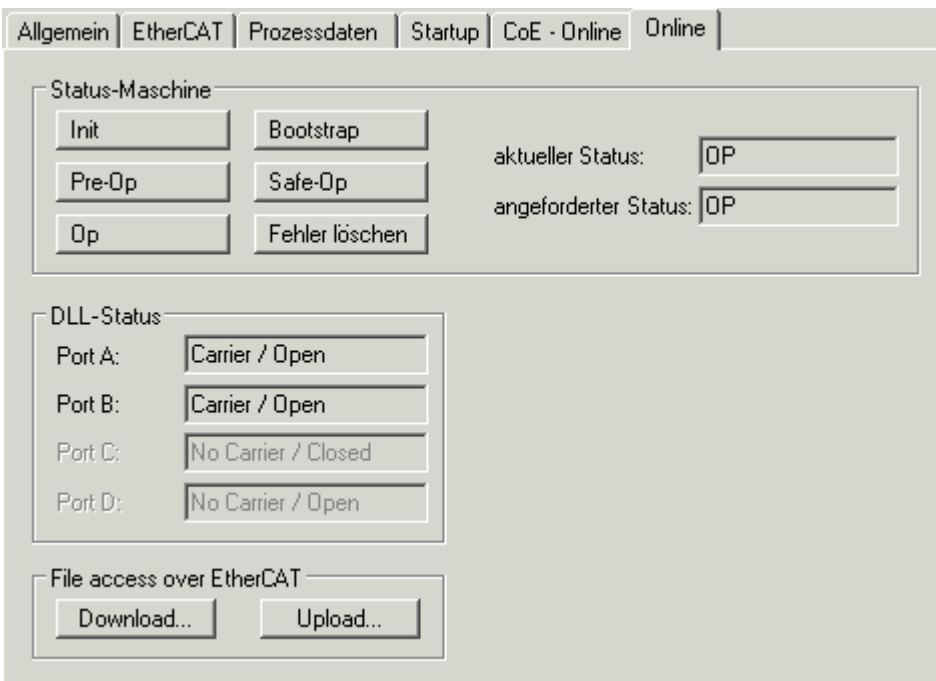 Allgemein EtherCAT Prozessdaten Startup CoE - Online Online
Status-Maschine
Init Bootstrap
aktueller Status: OP
Pre-Op Safe-Op
angeforderter Status: OP
Op Fehler löschen
DLL-Status
Port A: Carrier / Open
Port B: Carrier / Open
Port C: No Carrier / Closed
Port D: No Carrier / Open
File access over EtherCAT
Download... Upload...